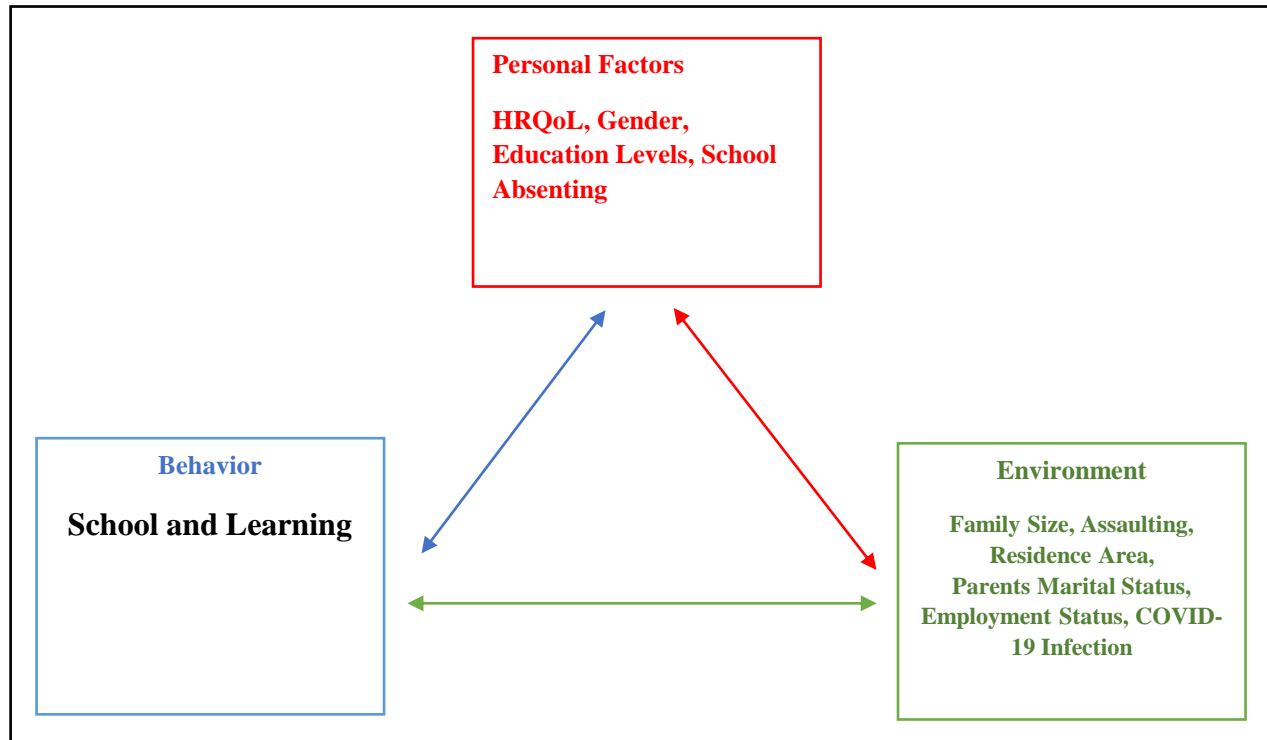 Personal Factors
HRQoL, Gender,
Education Levels, School
Absenting
Behavior
School and Learning
Environment
Family Size, Assaulting,
Residence Area,
Parents Marital Status,
Employment Status, COVID-
19 Infection